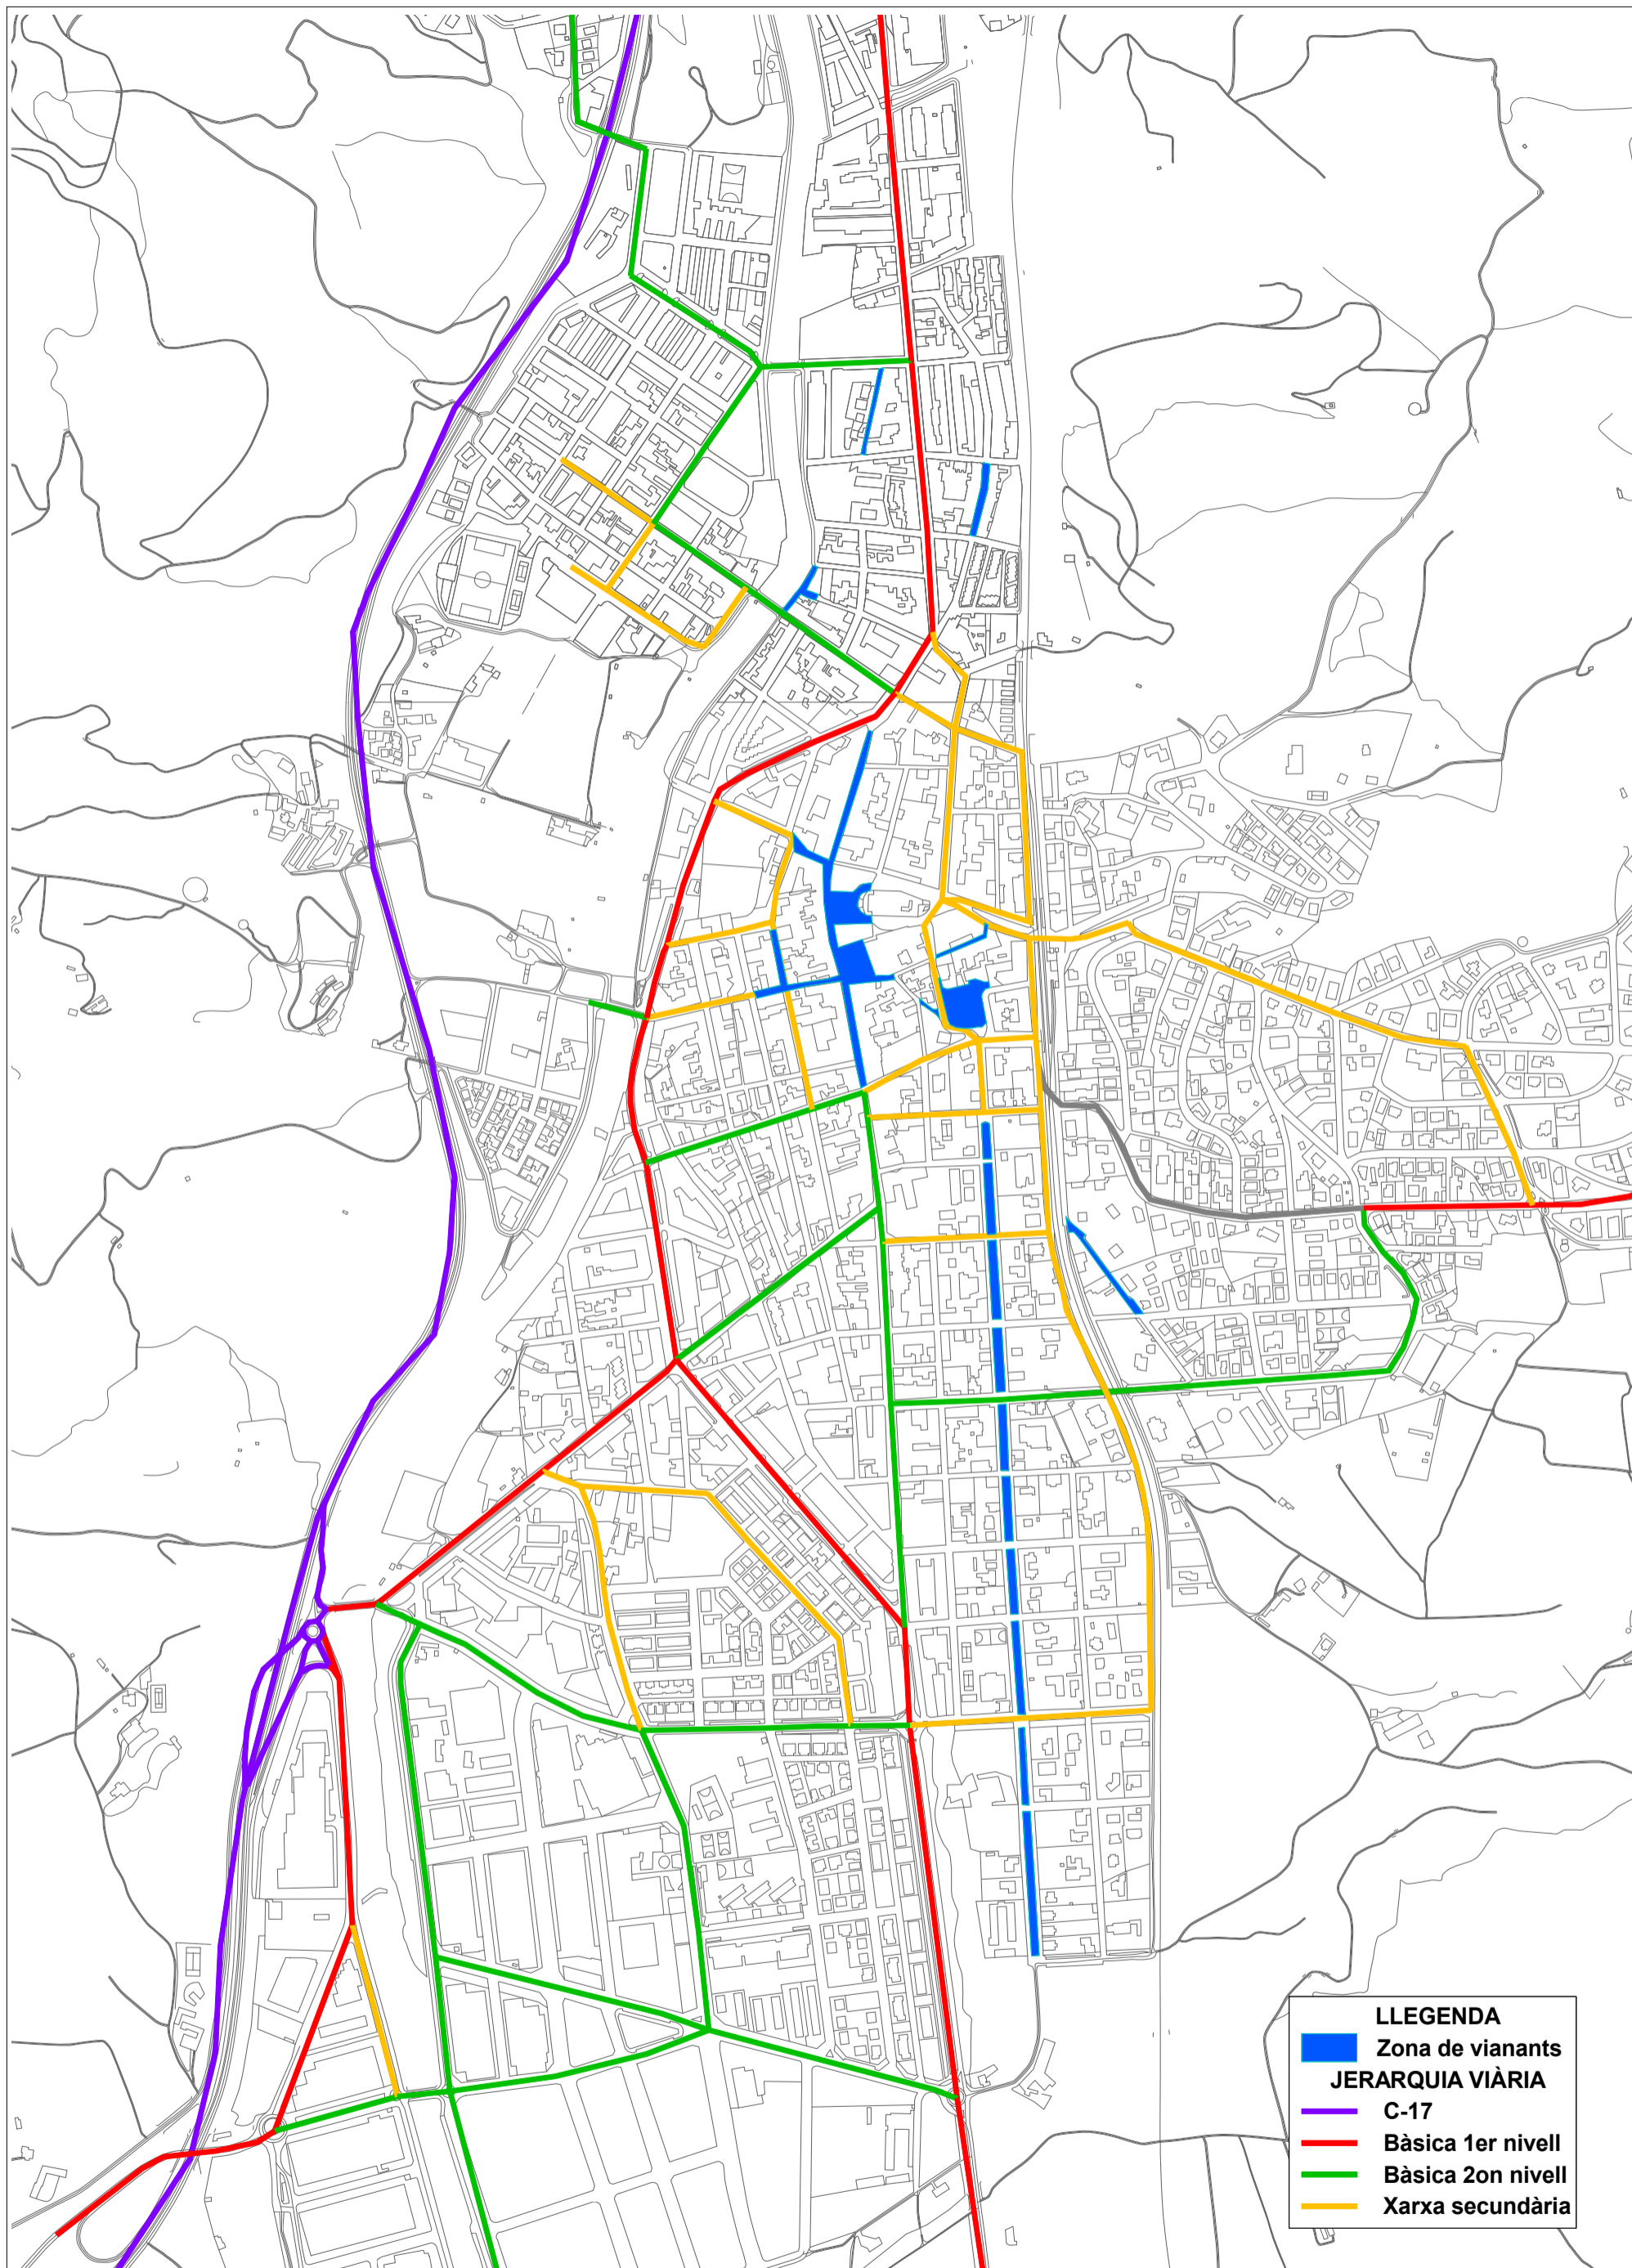 LLEGENDA
Zona de vianants
JERARQUIA VIÀRIA
C-17
Bàsica 1er nivell
Bàsica 2on nivell
Xarxa secundària